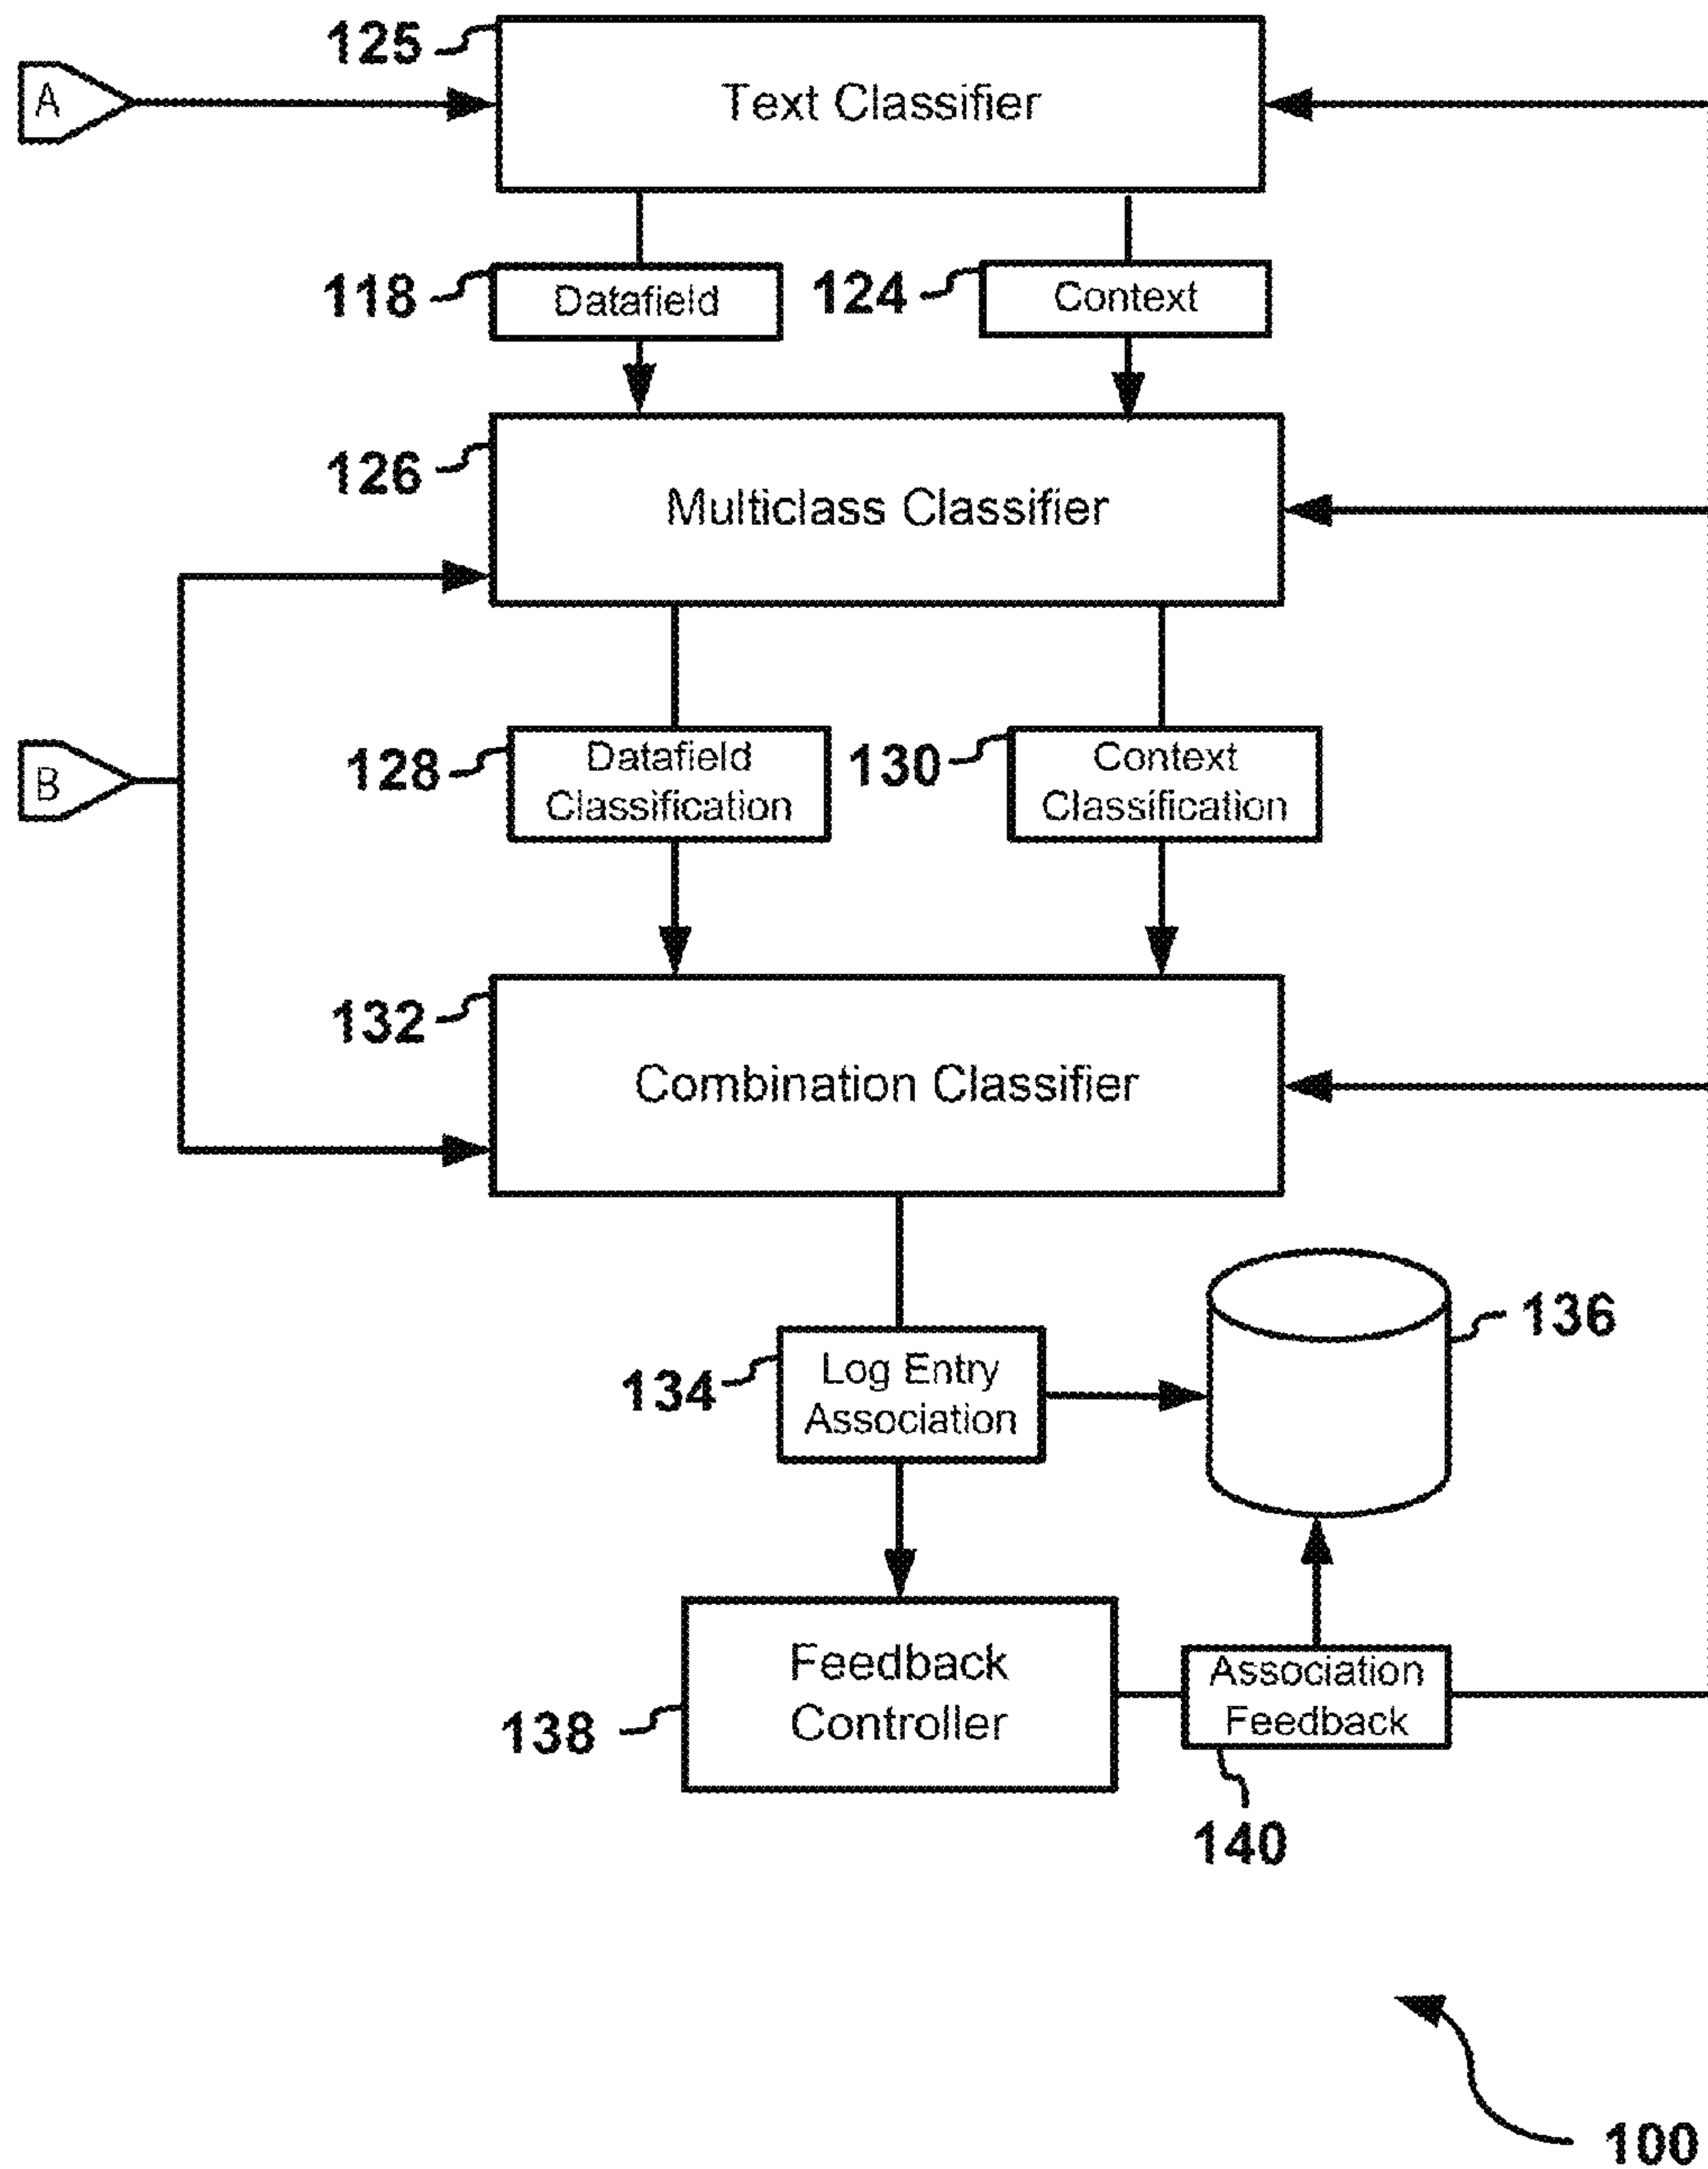 125
A
Text Classifier
118
Datafield
124
Context
126
Multiclass Classifier
B
128
Datafield
Classification
130
Context
Classification
132
Combination Classifier
134
Log Entry
Association
136
Feedback
Controller
138
Association
Feedback
140
100